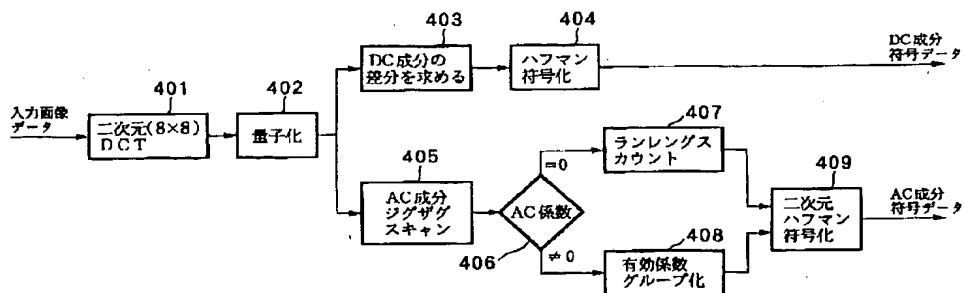 403
404
DC成分
符号データ
DC成分の
差分を求める
ハフマン
符号化
401
402
入力画像
データ
二次元(8×8)
DCT
量子化
407
ランレングス
カウント
405
=0
409
AC成分
ジグザグ
スキャン
AC係数
二次元
ハフマン
符号化
AC成分
符号データ
406
≠0
408
有効係数
グループ化